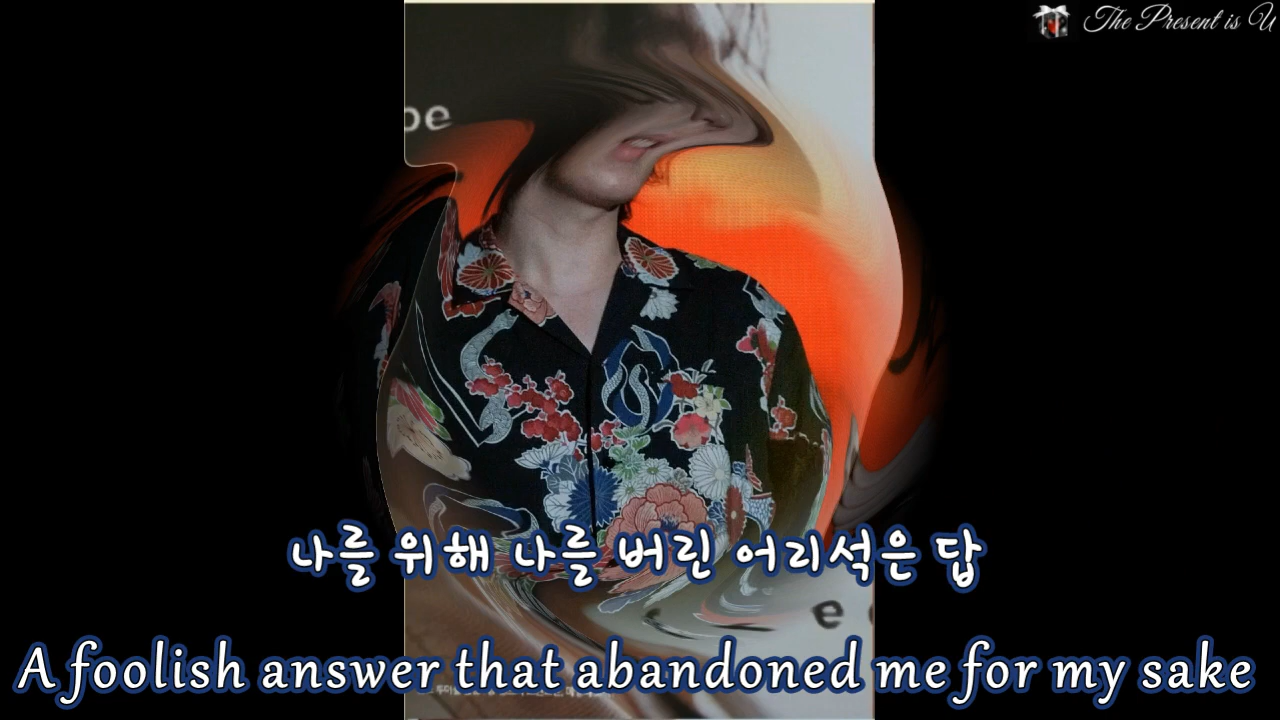 The Present is U
oe
나를 위해 나를 버린 어리석은 답
e
A foolish answer that abandoned me for my sake